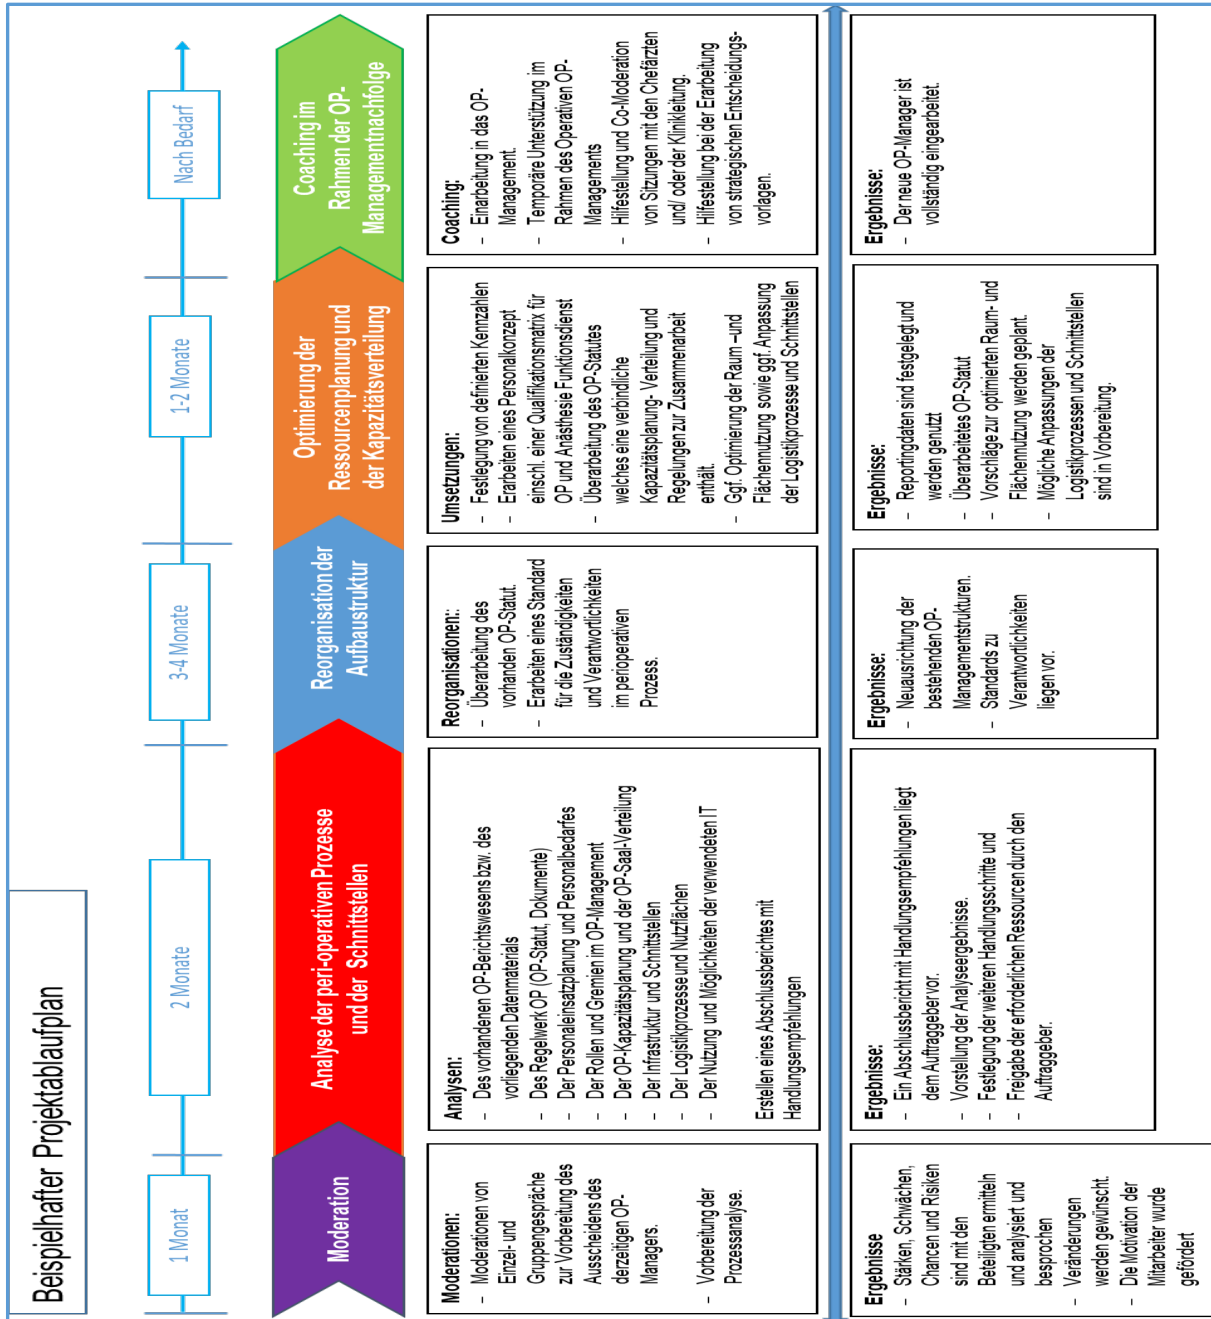 Beispielhafter Projektablaufplan
1 Monat
2 Monate
3-4 Monate
1-2 Monate
Nach Bedarf
Moderation
Analyse der peri-operativen Prozesse
und der Schnittstellen
Reorganisation der
Aufbaustruktur
Optimierung der
Ressourcenplanung und
der Kapazitätsverteilung
Coaching im
Rahmen der OP-
Managementnachfolge
Moderationen:
– Moderationen von
Einzel- und
Gruppengespräche
zur Vorbereitung des
Ausscheidens des
derzeitigen OP-
Managers.
– Vorbereitung der
Prozessanalyse.
Analysen:
– Des vorhandenen OP-Berichtswesens bzw. des
vorliegenden Datenmaterials
– Des Regelwerk OP (OP-Statut, Dokumente)
– Der Personaleinsatzplanung und Personalbedarfes
– Der Rollen und Gremien im OP-Management
– Der OP-Kapazitätsplanung und der OP-Saal-Verteilung
– Der Infrastruktur und Schnittstellen
– Der Logistikprozesse und Nutzflächen
– Der Nutzung und Möglichkeiten der verwendeten IT
Erstellen eines Abschlussberichtes mit
Handlungsempfehlungen
Reorganisationen::
– Überarbeitung des
vorhanden OP-Statut.
– Erarbeiten eines Standard
für die Zuständigkeiten
und Verantwortlichkeiten
im perioperativen
Prozess.
Umsetzungen:
– Festlegung von definierten Kennzahlen
– Erarbeiten eines Personalkonzept
einschl. einer Qualifikationsmatrix für
OP und Anästhesie Funktionsdienst
– Überarbeitung des OP-Statutes
welches eine verbindliche
Kapazitätsplanung- Verteilung und
Regelungen zur Zusammenarbeit
enthält.
– Ggf. Optimierung der Raum –und
Flächennutzung sowie ggf. Anpassung
der Logistikprozesse und Schnittstellen
Coaching:
– Einarbeitung in das OP-
Management.
– Temporäre Unterstützung im
Rahmen des Operativen OP-
Managements
– Hilfestellung und Co-Moderation
von Sitzungen mit den Chefärzten
und/ oder der Klinikleitung.
– Hilfestellung bei der Erarbeitung
von strategischen Entscheidungs-
vorlagen.
Ergebnisse
– Stärken, Schwächen,
Chancen und Risiken
sind mit den
Beteiligten ermitteln
und analysiert und
besprochen
– Veränderungen
werden gewünscht.
– Die Motivation der
Mitarbeiter wurde
gefördert
Ergebnisse:
– Ein Abschlussbericht mit Handlungsempfehlungen liegt
dem Auftraggeber vor.
– Vorstellung der Analyseergebnisse.
– Festlegung der weiteren Handlungsschritte und
– Freigabe der erforderlichen Ressourcen durch den
Auftraggeber.
Ergebnisse:
– Neuausrichtung der
bestehenden OP-
Managementstrukturen.
– Standards zu
Verantwortlichkeiten
liegen vor.
Ergebnisse:
– Reportingdaten sind festgelegt und
werden genutzt
– Überarbeitetes OP-Statut
– Vorschläge zur optimierten Raum- und
Flächennutzung werden geplant.
– Mögliche Anpassungen der
Logistikprozessen und Schnittstellen
sind in Vorbereitung.
Ergebnisse:
– Der neue OP-Manager ist
vollständig eingearbeitet.